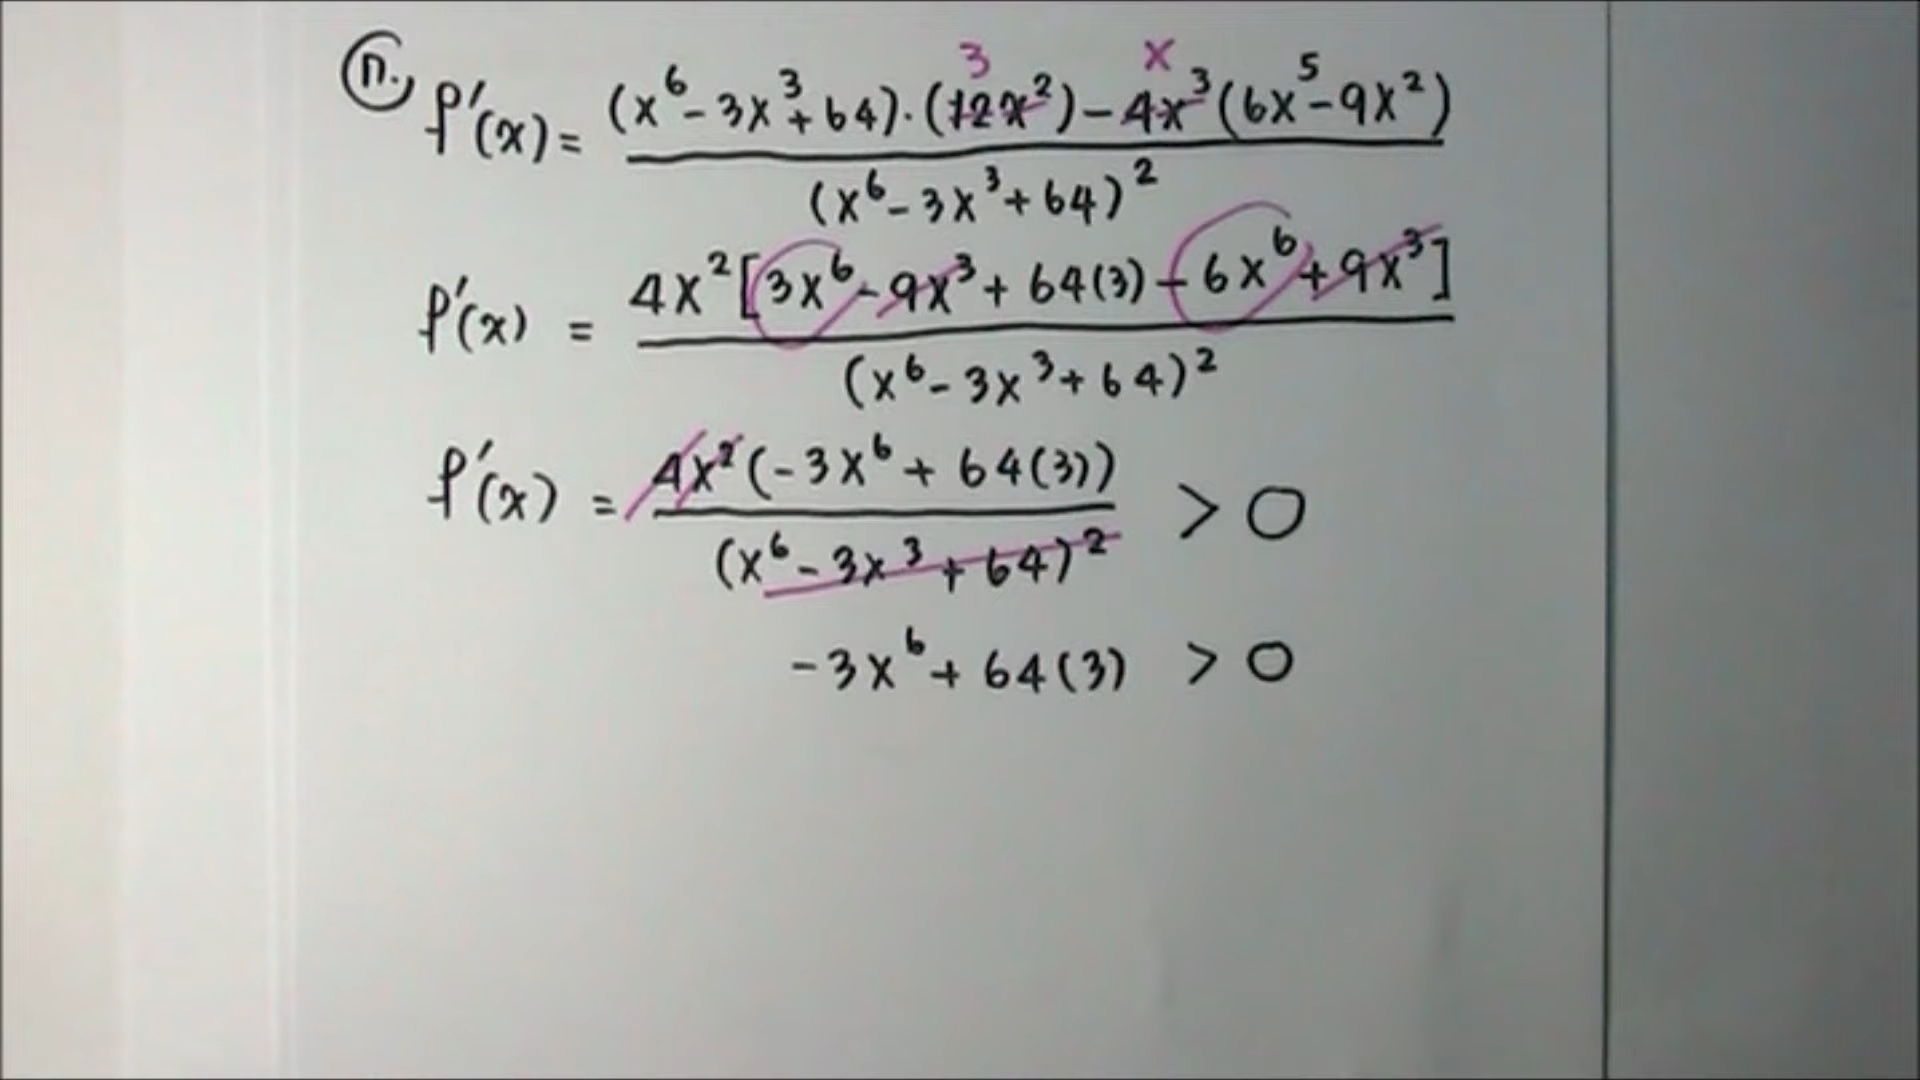 ก. f'(x) = (x⁶ - 3x³ + 64)·(12x²) - 4x³(6x⁵ - 9x²)
3 x
(x⁶ - 3x³ + 64)²
f'(x) = 4x²[3x⁶ - 9x³ + 64(3) - 6x⁶ + 9x³]
(x⁶ - 3x³ + 64)²
f'(x) = 4x²(-3x⁶ + 64(3)) > 0
(x⁶ - 3x³ + 64)²
-3x⁶ + 64(3) > 0